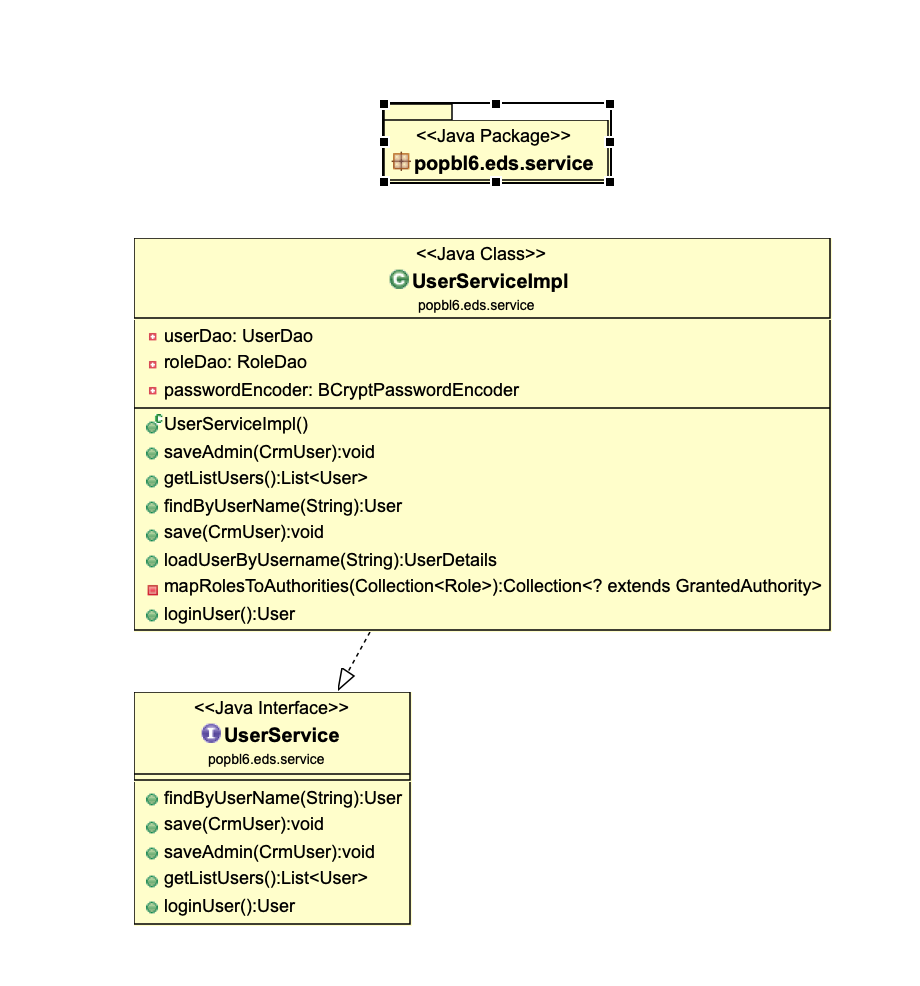 <<Java Package>>
popbl6.eds.service
<<Java Class>>
UserServiceImpl
popbl6.eds.service
userDao: UserDao
roleDao: RoleDao
passwordEncoder: BCryptPasswordEncoder
UserServiceImpl()
saveAdmin(CrmUser):void
getListUsers():List<User>
findByUserName(String):User
save(CrmUser):void
loadUserByUsername(String):UserDetails
mapRolesToAuthorities(Collection<Role>):Collection<? extends GrantedAuthority>
loginUser():User
<<Java Interface>>
UserService
popbl6.eds.service
findByUserName(String):User
save(CrmUser):void
saveAdmin(CrmUser):void
getListUsers():List<User>
loginUser():User